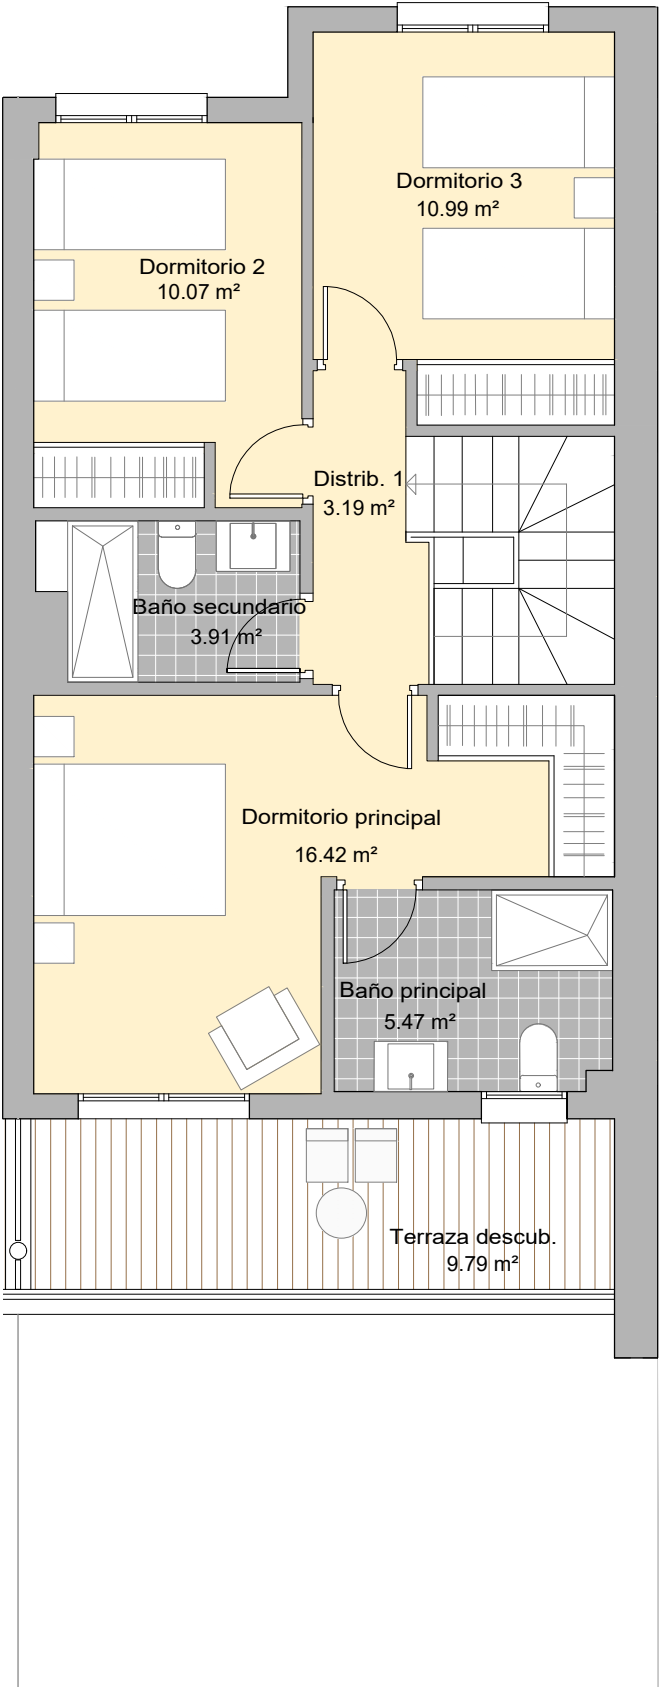 Dormitorio 3
10.99 m²
Dormitorio 2
10.07 m²
Distrib. 1
3.19 m²
Baño secundario
3.91 m²
Dormitorio principal
16.42 m²
Baño principal
5.47 m²
Terraza descub.
9.79 m²